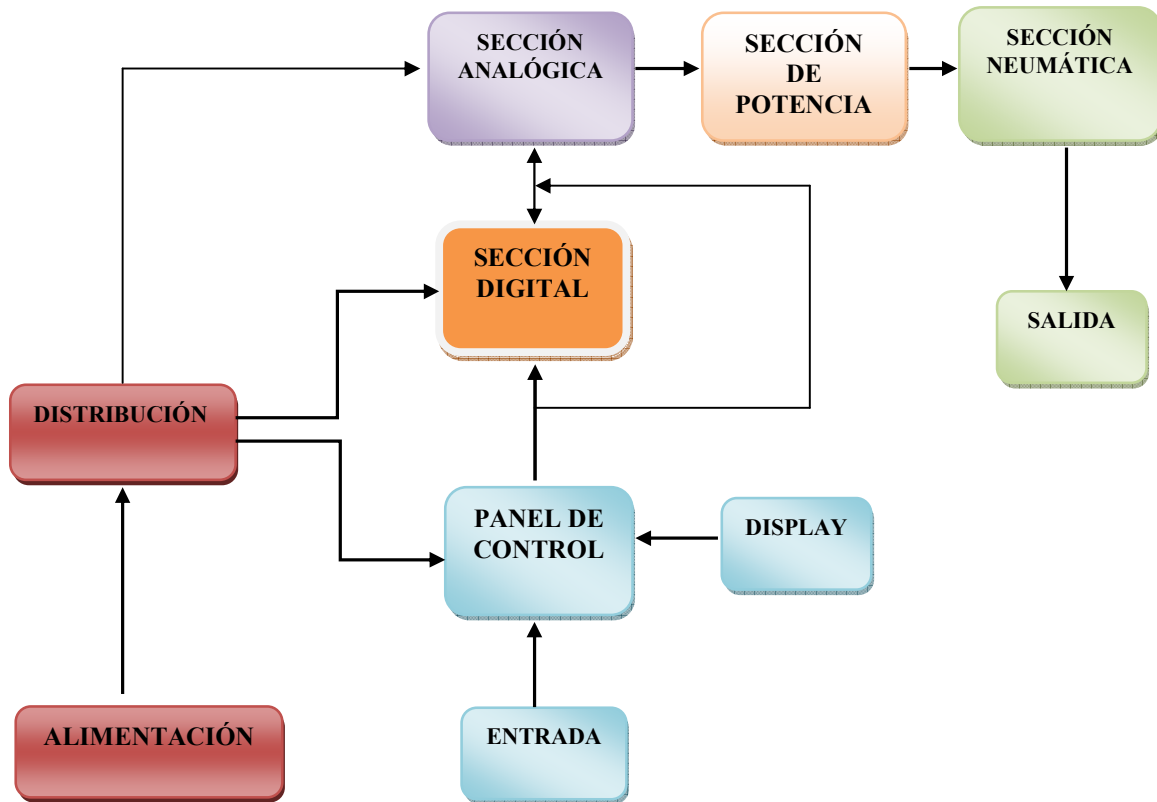 SECCIÓN
ANALÓGICA
SECCIÓN
DE
POTENCIA
SECCIÓN
NEUMÁTICA
SECCIÓN
DIGITAL
SALIDA
DISTRIBUCIÓN
PANEL DE
CONTROL
DISPLAY
ALIMENTACIÓN
ENTRADA